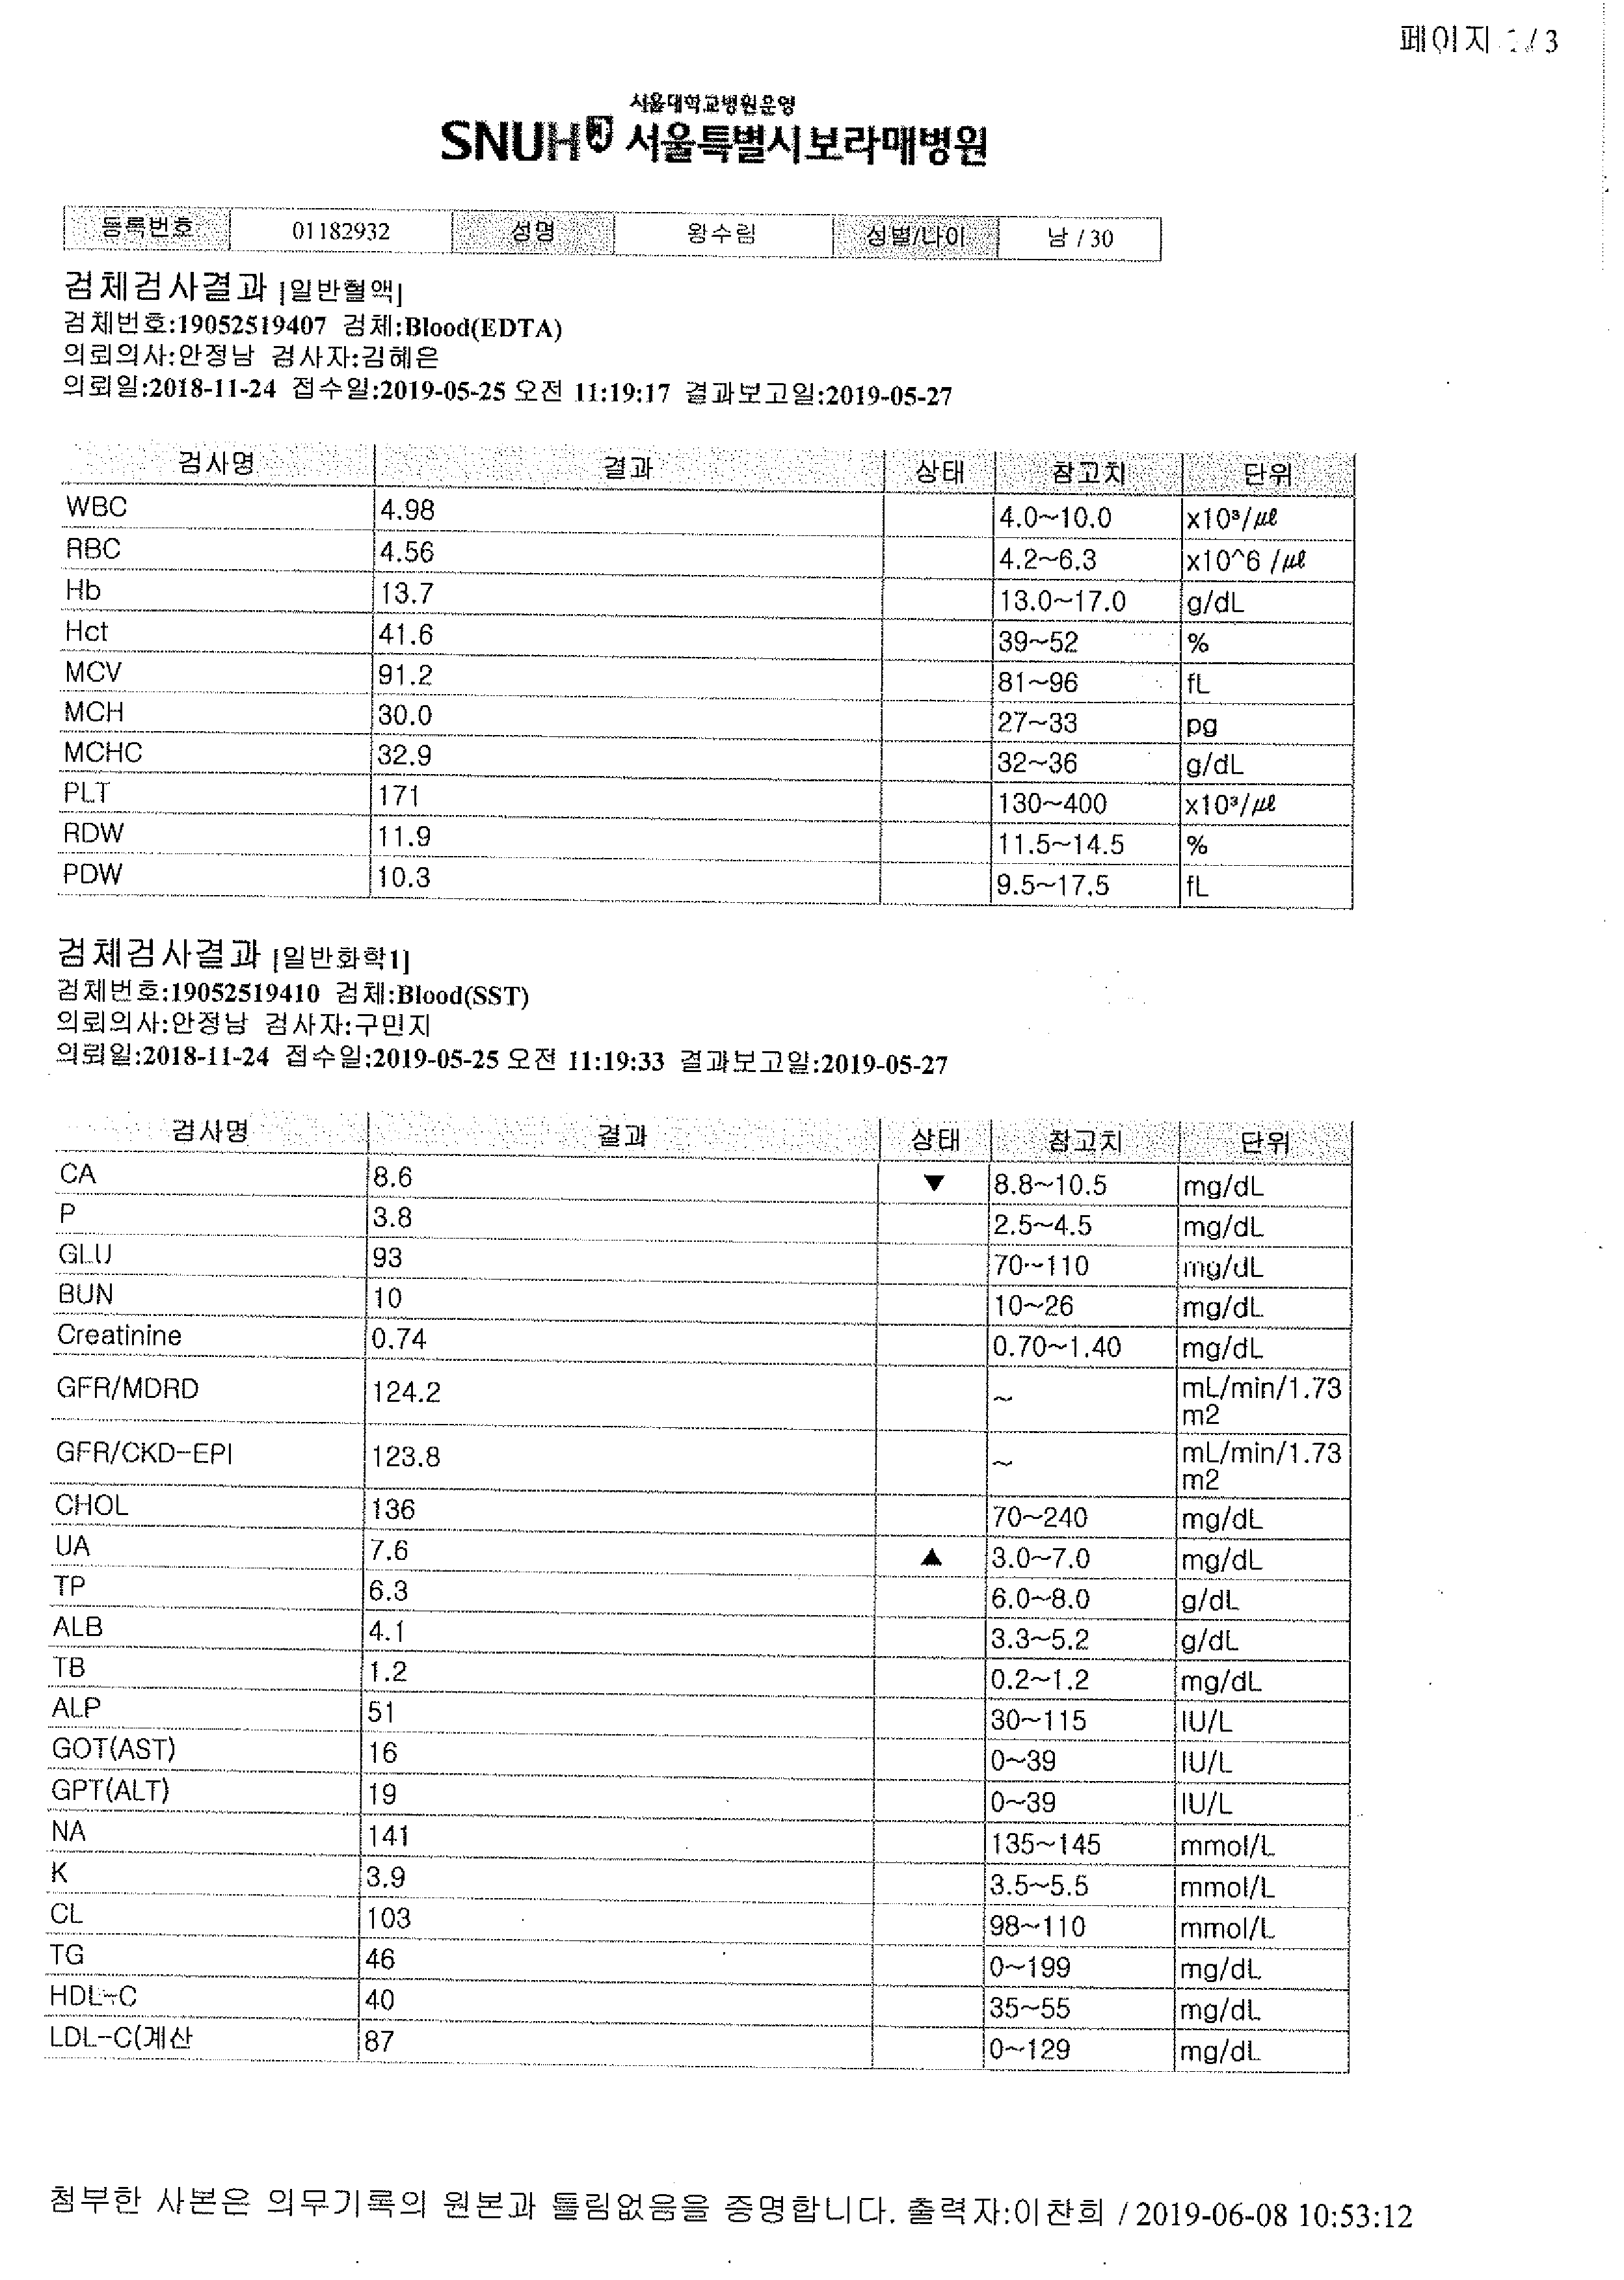 페이지 / 3
서울대학교병원운영
SNUH 서울특별시보라매병원
등록번호 01182932 성명 왕수림 성별/나이 남 / 30
검체검사결과 [일반혈액]
검체번호:19052519407 검체:Blood(EDTA)
의뢰의사:안정남 검사자:김혜은
의뢰일:2018-11-24 접수일:2019-05-25 오전 11:19:17 결과보고일:2019-05-27
검사명 결과 상태 참고치 단위
WBC 4.98 4.0~10.0 x10³/㎕
RBC 4.56 4.2~6.3 x10^6 /㎕
Hb 13.7 13.0~17.0 g/dL
Hct 41.6 39~52 %
MCV 91.2 81~96 fL
MCH 30.0 27~33 pg
MCHC 32.9 32~36 g/dL
PLT 171 130~400 x10³/㎕
RDW 11.9 11.5~14.5 %
PDW 10.3 9.5~17.5 fL
검체검사결과 [일반화학1]
검체번호:19052519410 검체:Blood(SST)
의뢰의사:안정남 검사자:구민지
의뢰일:2018-11-24 접수일:2019-05-25 오전 11:19:33 결과보고일:2019-05-27
검사명 결과 상태 참고치 단위
CA 8.6 ▼ 8.8~10.5 mg/dL
P 3.8 2.5~4.5 mg/dL
GLU 93 70~110 mg/dL
BUN 10 10~26 mg/dL
Creatinine 0.74 0.70~1.40 mg/dL
GFR/MDRD 124.2 ~ mL/min/1.73
m2
GFR/CKD-EPI 123.8 ~ mL/min/1.73
m2
CHOL 136 70~240 mg/dL
UA 7.6 ▲ 3.0~7.0 mg/dL
TP 6.3 6.0~8.0 g/dL
ALB 4.1 3.3~5.2 g/dL
TB 1.2 0.2~1.2 mg/dL
ALP 51 30~115 IU/L
GOT(AST) 16 0~39 IU/L
GPT(ALT) 19 0~39 IU/L
NA 141 135~145 mmol/L
K 3.9 3.5~5.5 mmol/L
CL 103 98~110 mmol/L
TG 46 0~199 mg/dL
HDL-C 40 35~55 mg/dL
LDL-C(계산 87 0~129 mg/dL
첨부한 사본은 의무기록의 원본과 틀림없음을 증명합니다. 출력자:이찬희 / 2019-06-08 10:53:12